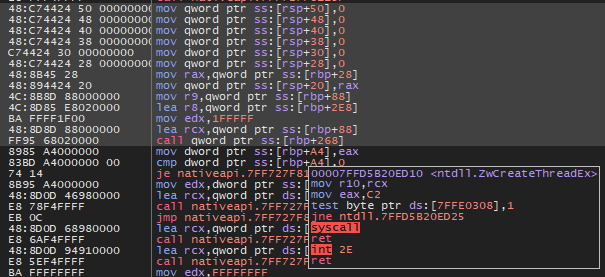 48:C74424 50 00000000 mov qword ptr ss:[rsp+50],0
48:C74424 48 00000000 mov qword ptr ss:[rsp+48],0
48:C74424 40 00000000 mov qword ptr ss:[rsp+40],0
48:C74424 38 00000000 mov qword ptr ss:[rsp+38],0
C74424 30 00000000 mov dword ptr ss:[rsp+30],0
48:C74424 28 00000000 mov qword ptr ss:[rsp+28],0
48:8B45 28 mov rax,qword ptr ss:[rbp+28]
48:894424 20 mov qword ptr ss:[rsp+20],rax
4C:8B8D 88000000 mov r9,qword ptr ss:[rbp+88]
4C:8D85 E8020000 lea r8,qword ptr ss:[rbp+2E8]
BA FFFF1F00 mov edx,1FFFFF
48:8D8D 88000000 lea rcx,qword ptr ss:[rbp+88]
FF95 68020000 call qword ptr ss:[rbp+268]
8985 A4000000 mov dword ptr ss:[rbp+A4],eax
83BD A4000000 00 cmp dword ptr ss:[rbp+A4],0
74 14 je nativeapi.7FF727F81
8B95 A4000000 mov edx,dword ptr
48:8D0D 46980000 lea rcx,qword ptr ds:[
E8 78F4FFFF call nativeapi.7FF727F
EB 0C jmp nativeapi.7FF727F8
48:8D0D 68980000 lea rcx,qword ptr ds:[
E8 6AF4FFFF call nativeapi.7FF727F
48:8D0D 94910000 lea rcx,qword ptr ds:[
E8 5EF4FFFF call nativeapi.7FF727F
BA FFFFFFFF mov edx,FFFFFFFF
00007FFD5B20ED10 <ntdll.ZwCreateThreadEx>
mov r10,rcx
mov eax,C2
test byte ptr ds:[7FFE0308],1
jne ntdll.7FFD5B20ED25
syscall
ret
int 2E
ret